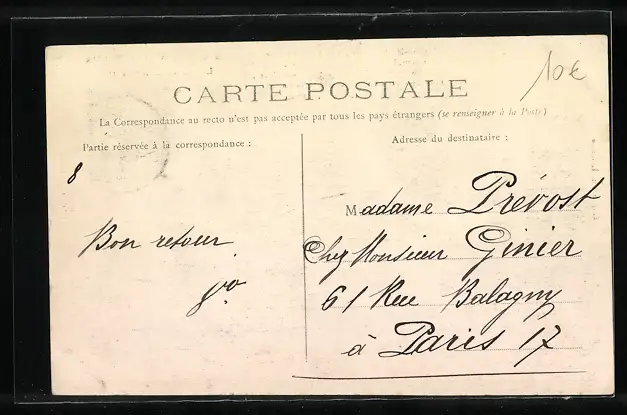 10€
CARTE POSTALE
La Correspondance au recto n'est pas acceptée par tous les pays étrangers (se renseigner à la Poste)
Partie réservée à la correspondance :
8
Bon retour
Adresse du destinataire :
Madame Prévost
Chez Monsieur Ginier
61 Rue Balagny
à Paris 17